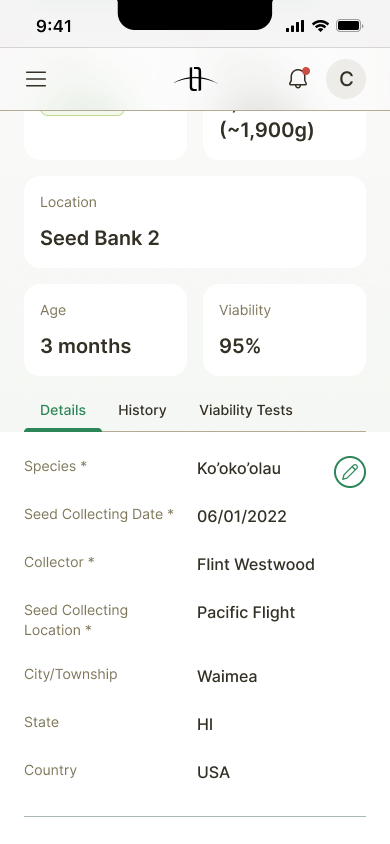 9:41
C
(~1,900g)
Location
Seed Bank 2
Age
Viability
3 months
95%
Details
History
Viability Tests
Species *
Ko’oko’olau
Seed Collecting Date *
06/01/2022
Collector *
Flint Westwood
Seed Collecting
Location *
Pacific Flight
City/Township
Waimea
State
HI
Country
USA